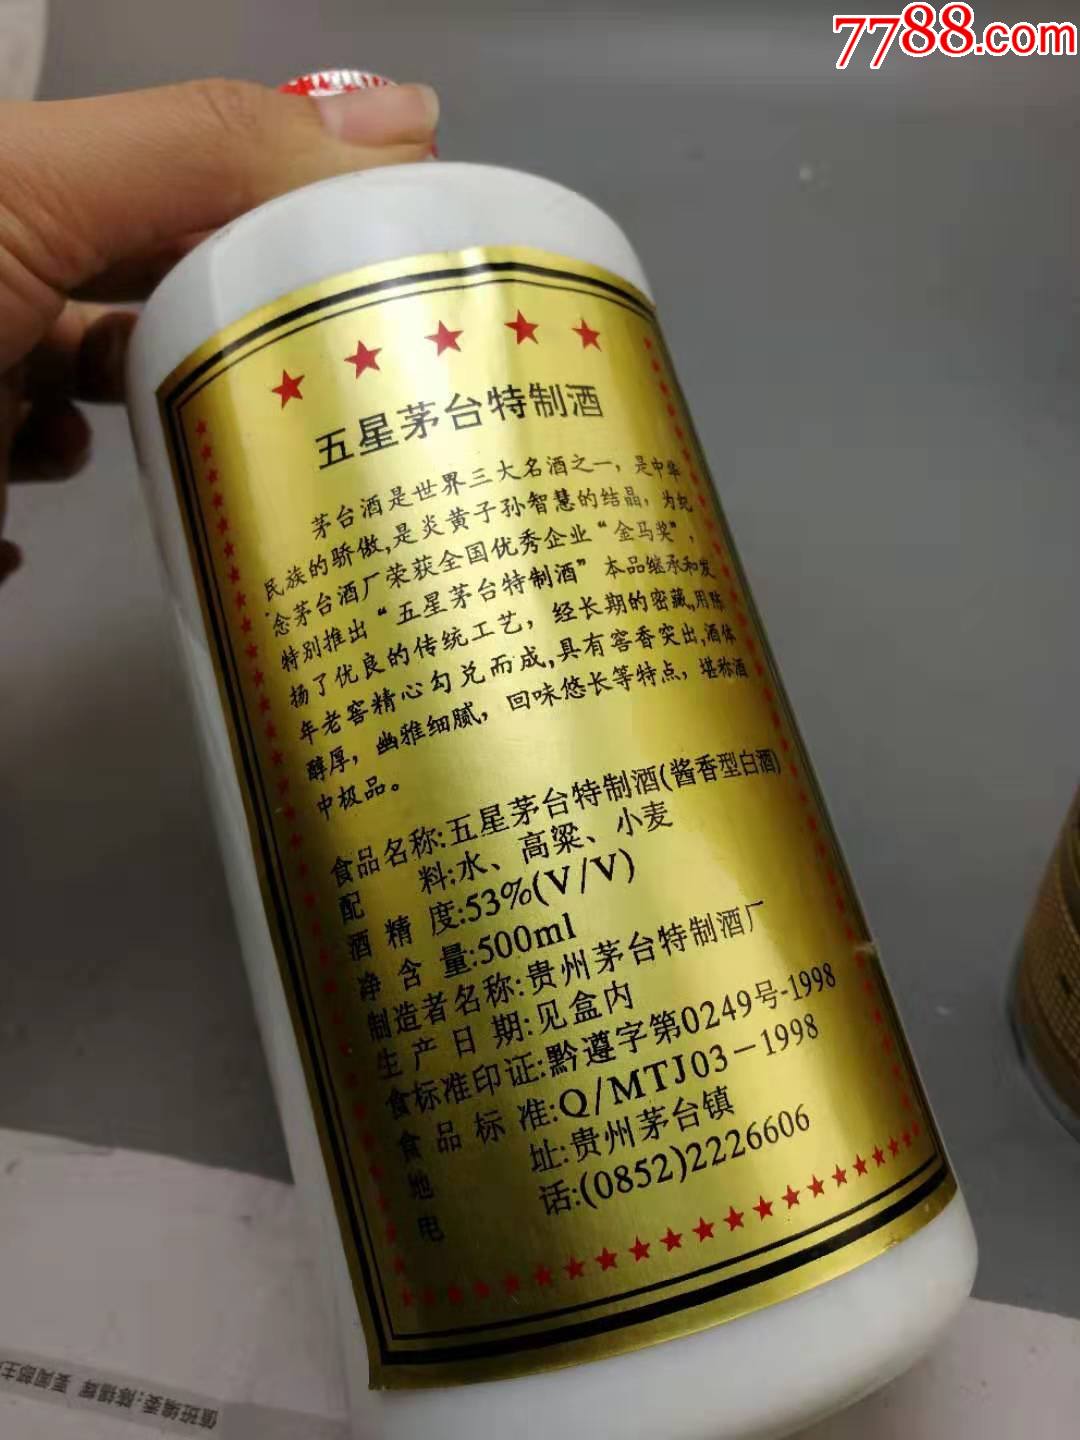 7788.com
五星茅台特制酒
茅台酒是世界三大名酒之一，是中华
民族的骄傲,是炎黄子孙智慧的结晶，为纪
念茅台酒厂荣获全国优秀企业“金马奖”，
特别推出“五星茅台特制酒”本品继承和发
扬了优良的传统工艺，经长期的密藏,用陈
年老窖精心勾兑而成,具有窖香突出,酒体
醇厚，幽雅细腻，回味悠长等特点，堪称酒
中极品。
食品名称:五星茅台特制酒(酱香型白酒)
配 料:水、高粱、小麦
酒精度:53%(V/V)
净含量:500ml
制造者名称:贵州茅台特制酒厂
生产日期:见盒内
食标准印证:黔遵字第0249号-1998
食品标准:Q/MTJ03－1998
地 址:贵州茅台镇
电 话:(0852)2226606
值班编委:陈福辉 要闻部主